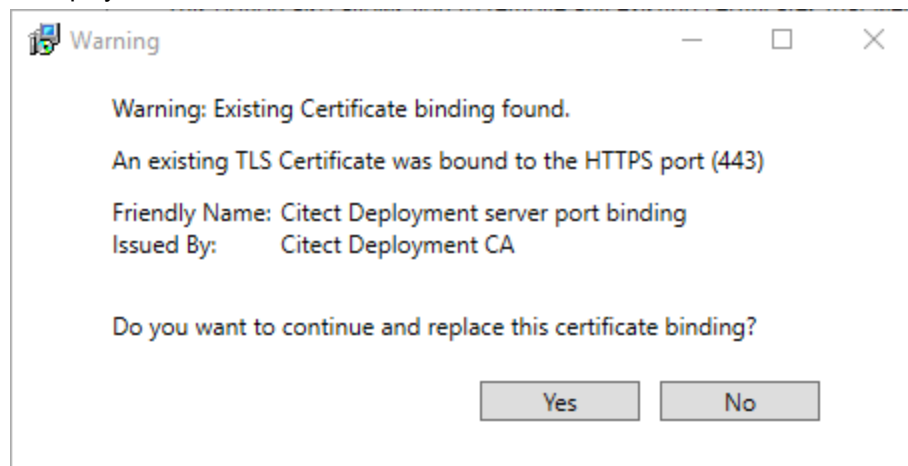 Warning
Warning: Existing Certificate binding found.
An existing TLS Certificate was bound to the HTTPS port (443)
Friendly Name: Citect Deployment server port binding
Issued By: Citect Deployment CA
Do you want to continue and replace this certificate binding?
Yes No